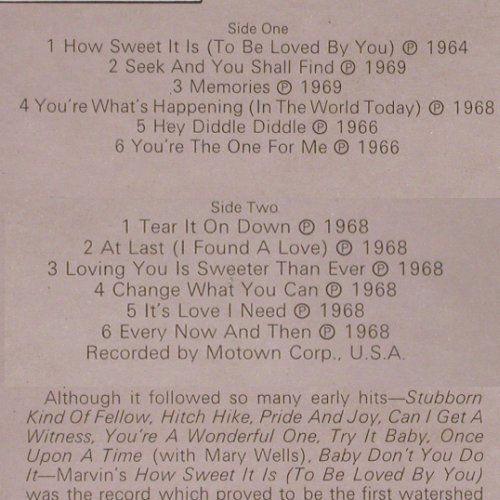 Side One
1 How Sweet It Is (To Be Loved By You) ℗ 1964
2 Seek And You Shall Find ℗ 1969
3 Memories ℗ 1969
4 You're What's Happening (In The World Today) ℗ 1968
5 Hey Diddle Diddle ℗ 1966
6 You're The One For Me ℗ 1966
Side Two
1 Tear It On Down ℗ 1968
2 At Last (I Found A Love) ℗ 1968
3 Loving You Is Sweeter Than Ever ℗ 1968
4 Change What You Can ℗ 1968
5 It's Love I Need ℗ 1968
6 Every Now And Then ℗ 1968
Recorded by Motown Corp., U.S.A.
Although it followed so many early hits—Stubborn
Kind Of Fellow, Hitch Hike, Pride And Joy, Can I Get A
Witness, You're A Wonderful One, Try It Baby, Once
Upon A Time (with Mary Wells), Baby Don't You Do
It—Marvin's How Sweet It Is (To Be Loved By You)
was the record which proved to be the first watershed